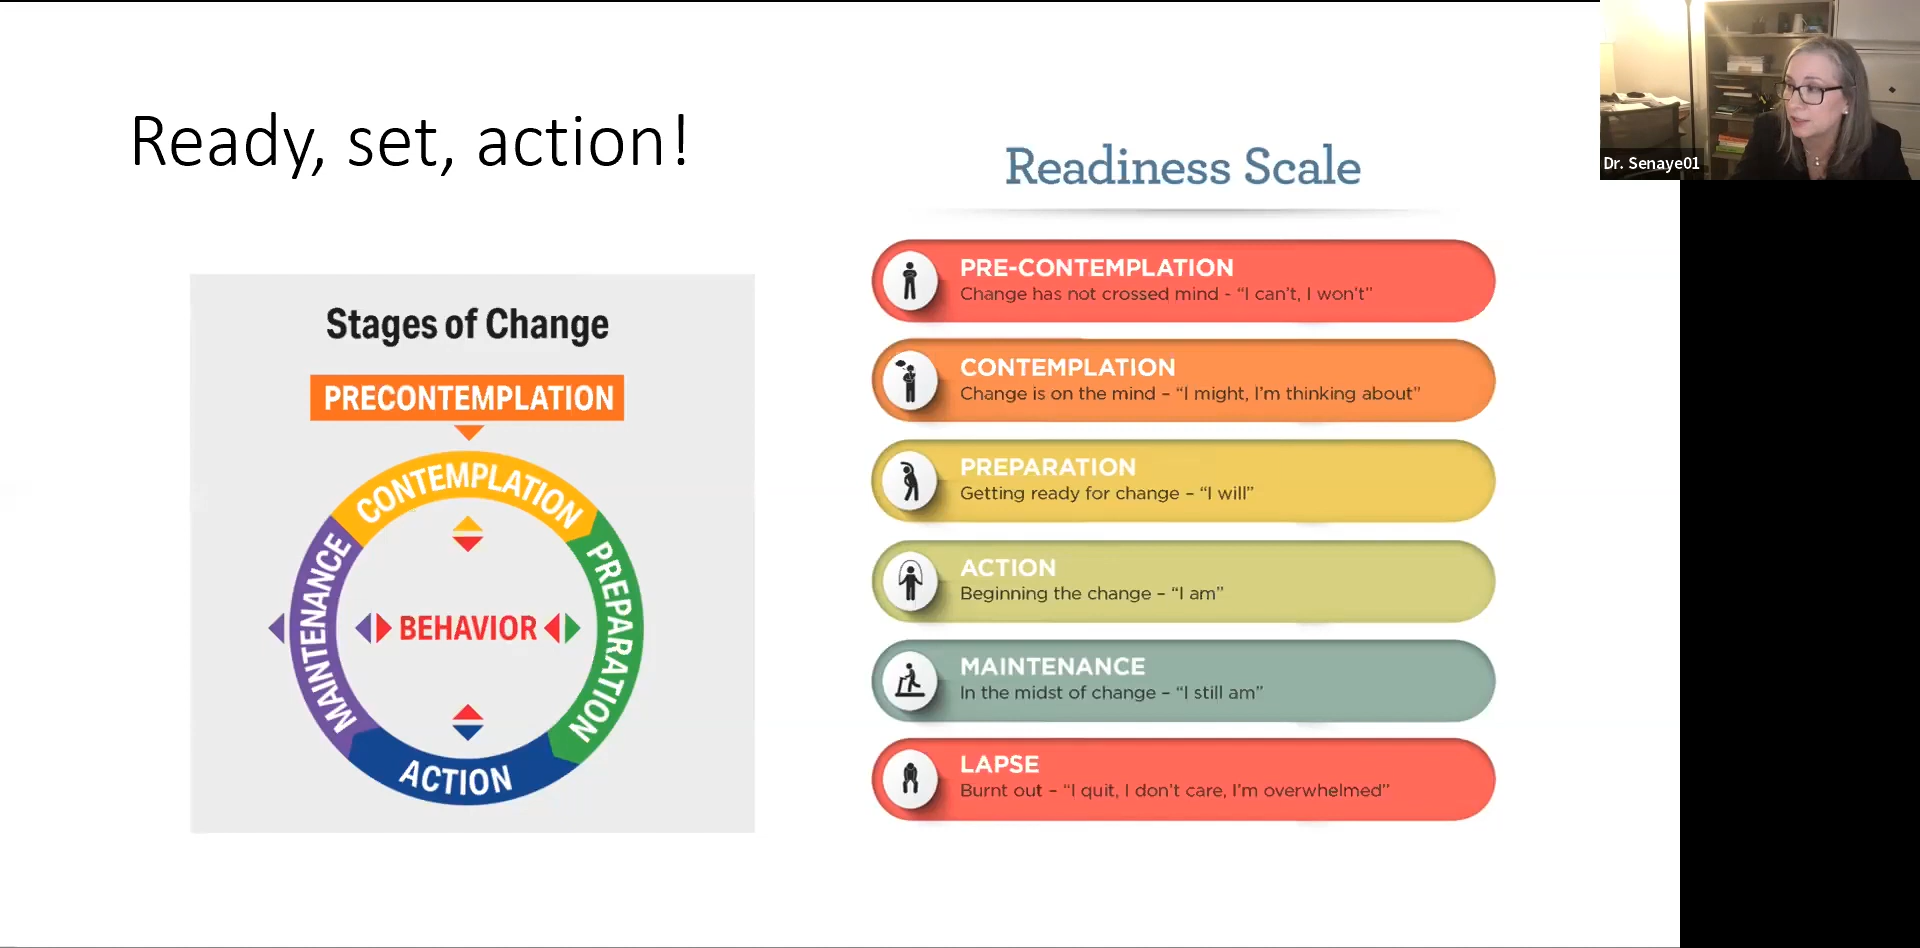 Ready, set, action!
Stages of Change
PRECONTEMPLATION
CONTEMPLATION
PREPARATION
ACTION
MAINTENANCE
BEHAVIOR
Readiness Scale
PRE-CONTEMPLATION
Change has not crossed mind - “I can’t, I won’t”
CONTEMPLATION
Change is on the mind – “I might, I’m thinking about”
PREPARATION
Getting ready for change – “I will”
ACTION
Beginning the change – “I am”
MAINTENANCE
In the midst of change – “I still am”
LAPSE
Burnt out – “I quit, I don’t care, I’m overwhelmed”
Dr. Senaye01